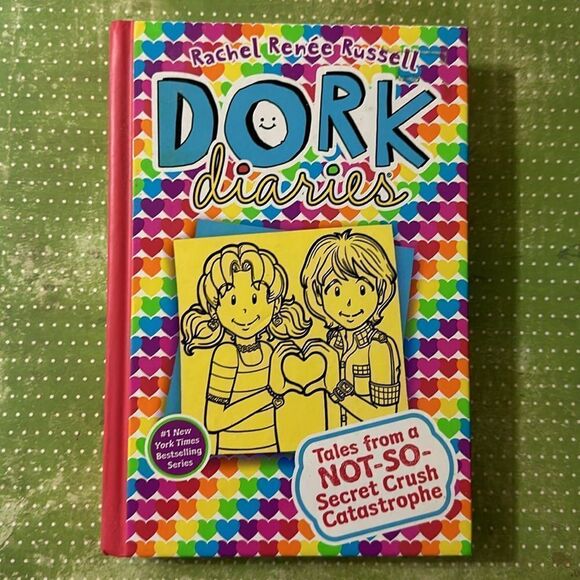 Rachel Renée Russell
DORK
diaries
#1 New
York Times
Bestselling
Series
Tales from a
NOT-SO-
Secret Crush
Catastrophe